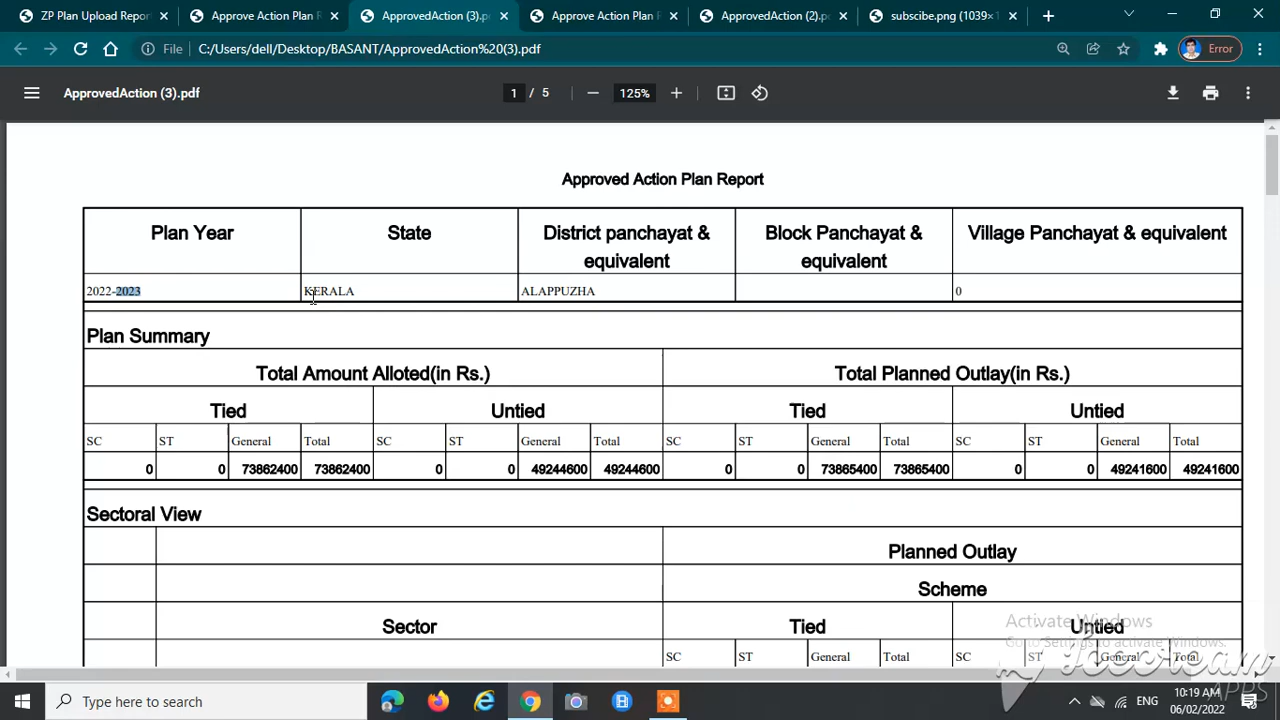 ZP Plan Upload Report Approve Action Plan R ApprovedAction (3).p Approve Action Plan R ApprovedAction (2).p subscibe.png (1039×1
File C:/Users/dell/Desktop/BASANT/ApprovedAction%20(3).pdf Error
ApprovedAction (3).pdf 1 / 5 125%
Approved Action Plan Report
Plan Year State District panchayat & equivalent Block Panchayat & equivalent Village Panchayat & equivalent
2022-2023 KERALA ALAPPUZHA 0
Plan Summary
Total Amount Alloted(in Rs.) Total Planned Outlay(in Rs.)
Tied Untied Tied Untied
SC ST General Total SC ST General Total SC ST General Total SC ST General Total
0 0 73862400 73862400 0 0 49244600 49244600 0 0 73865400 73865400 0 0 49241600 49241600
Sectoral View
Planned Outlay
Scheme
Sector Tied Untied
SC ST General Total SC ST General Total
Activate Windows
Go to Settings to activate Windows.
Icecream
APPS
Type here to search ENG 10:19 AM
06/02/2022